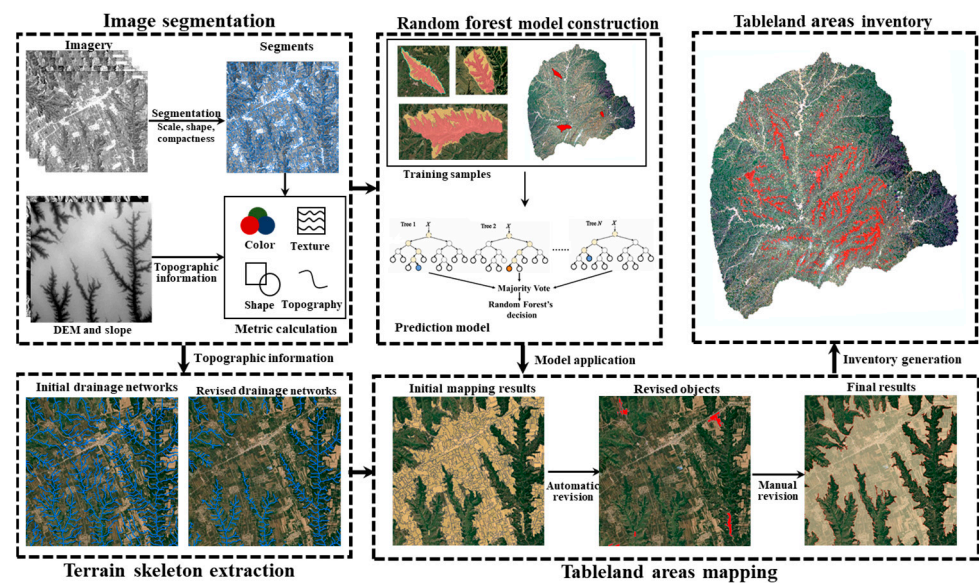 Image segmentation
Imagery
Segments
Segmentation
Scale, shape,
compactness
Color
Texture
Shape
Topography
Topographic
information
DEM and slope
Metric calculation
Random forest model construction
Training samples
Tree 1
X
Tree 2
X
......
Tree N
X
Majority Vote
Random Forest's
decision
Prediction model
Tableland areas inventory
Topographic information
Model application
Inventory generation
Initial drainage networks
Revised drainage networks
Terrain skeleton extraction
Initial mapping results
Revised objects
Final results
Automatic
revision
Manual
revision
Tableland areas mapping